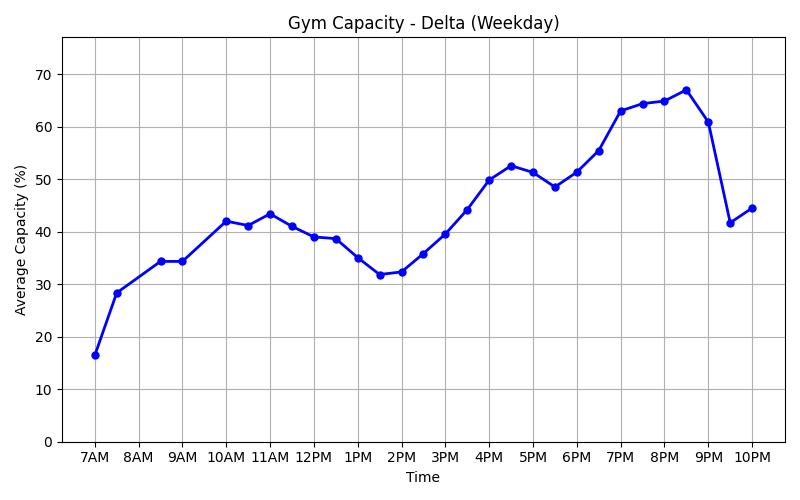 Gym Capacity - Delta (Weekday)
Average Capacity (%)
70
60
50
40
30
20
10
0
7AM 8AM 9AM 10AM 11AM 12PM 1PM 2PM 3PM 4PM 5PM 6PM 7PM 8PM 9PM 10PM
Time